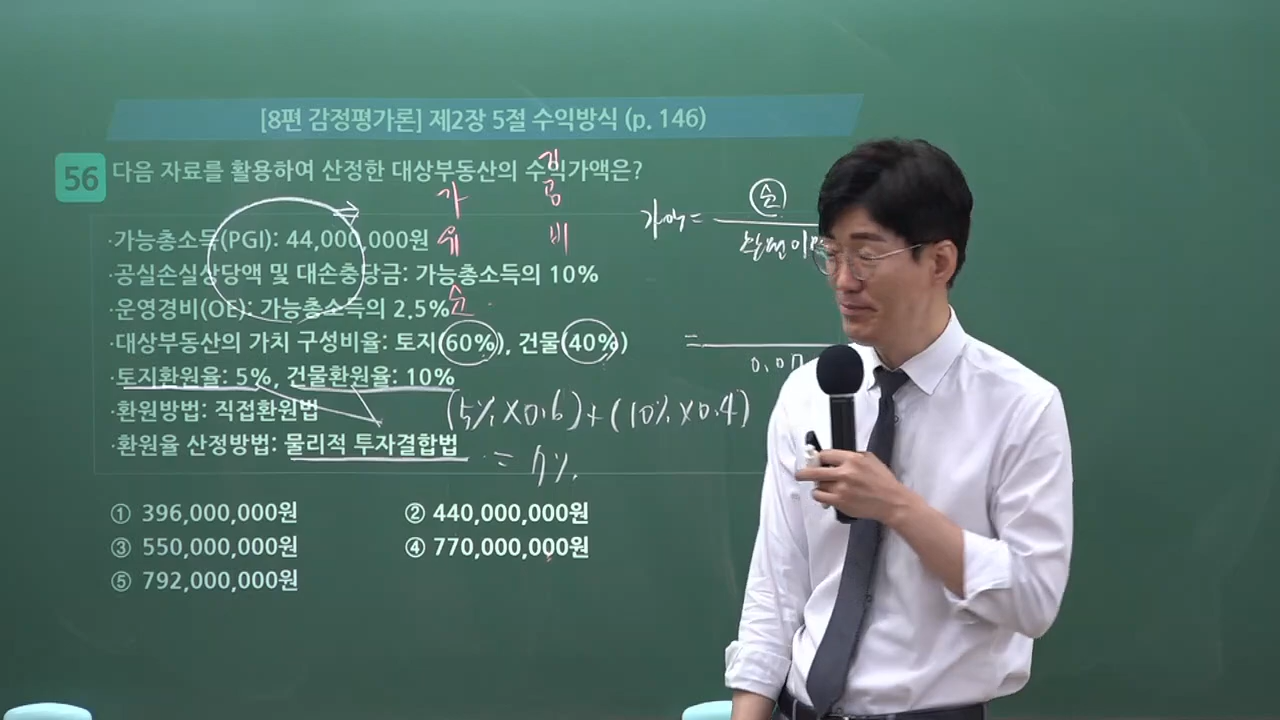 [8편 감정평가론] 제2장 5절 수익방식 (p. 146)
56 다음 자료를 활용하여 산정한 대상부동산의 수익가액은?
가 공
유 비
순
·가능총소득(PGI): 44,000,000원
·공실손실상당액 및 대손충당금: 가능총소득의 10%
·운영경비(OE): 가능총소득의 2.5%
·대상부동산의 가치 구성비율: 토지(60%), 건물(40%)
·토지환원율: 5%, 건물환원율: 10%
·환원방법: 직접환원법
·환원율 산정방법: 물리적 투자결합법
(5% X 0.6) + (10% X 0.4)
= 7%
가액 = 순
=
① 396,000,000원
② 440,000,000원
③ 550,000,000원
④ 770,000,000원
⑤ 792,000,000원